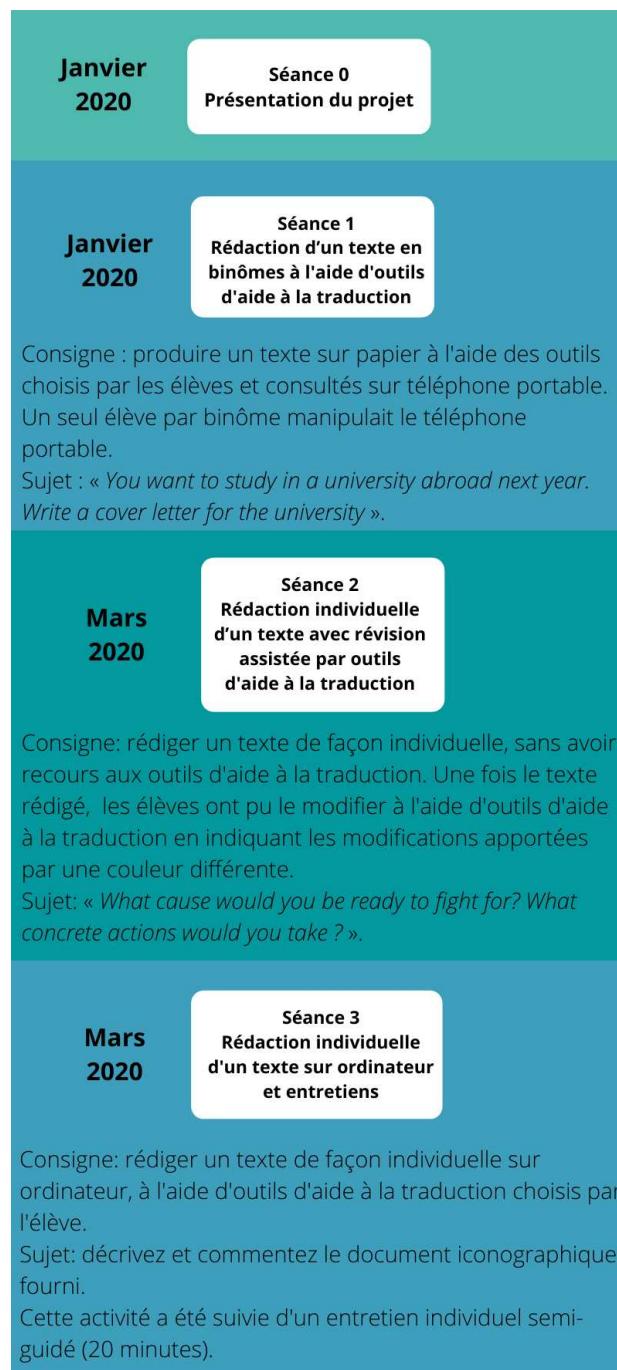 Janvier
2020
Séance 0
Présentation du projet
Janvier
2020
Séance 1
Rédaction d’un texte en
binômes à l'aide d'outils
d'aide à la traduction
Consigne : produire un texte sur papier à l'aide des outils
choisis par les élèves et consultés sur téléphone portable.
Un seul élève par binôme manipulait le téléphone
portable.
Sujet : « You want to study in a university abroad next year.
Write a cover letter for the university ».
Mars
2020
Séance 2
Rédaction individuelle
d’un texte avec révision
assistée par outils
d'aide à la traduction
Consigne: rédiger un texte de façon individuelle, sans avoir
recours aux outils d'aide à la traduction. Une fois le texte
rédigé, les élèves ont pu le modifier à l'aide d'outils d'aide
à la traduction en indiquant les modifications apportées
par une couleur différente.
Sujet: « What cause would you be ready to fight for? What
concrete actions would you take ? ».
Mars
2020
Séance 3
Rédaction individuelle
d'un texte sur ordinateur
et entretiens
Consigne: rédiger un texte de façon individuelle sur
ordinateur, à l'aide d'outils d'aide à la traduction choisis par
l'élève.
Sujet: décrivez et commentez le document iconographique
fourni.
Cette activité a été suivie d'un entretien individuel semi-
guidé (20 minutes).